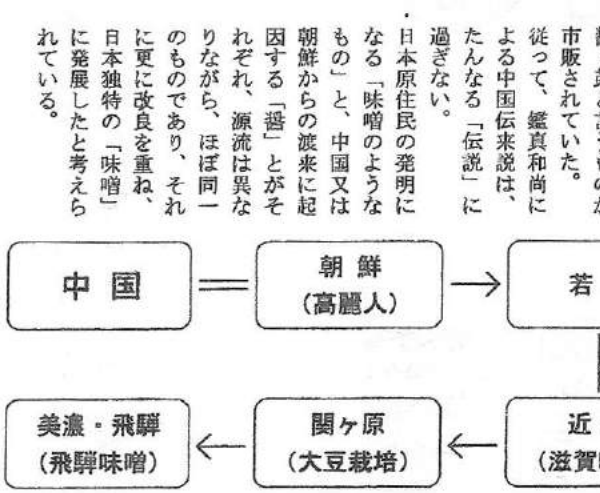 市販されていた。
従って、鑑真和尚に
よる中国伝来説は、
たんなる「伝説」に
過ぎない。
日本原住民の発明に
なる「味噌のような
もの」と、中国又は
朝鮮からの渡来に起
因する「醤」とがそ
れぞれ、源流は異な
りながら、ほぼ同一
のものであり、それ
に更に改良を重ね、
日本独特の「味噌」
に発展したと考えら
れている。
中国
朝鮮
(高麗人)
若
近
(滋賀
関ヶ原
(大豆栽培)
美濃・飛騨
(飛騨味噌)